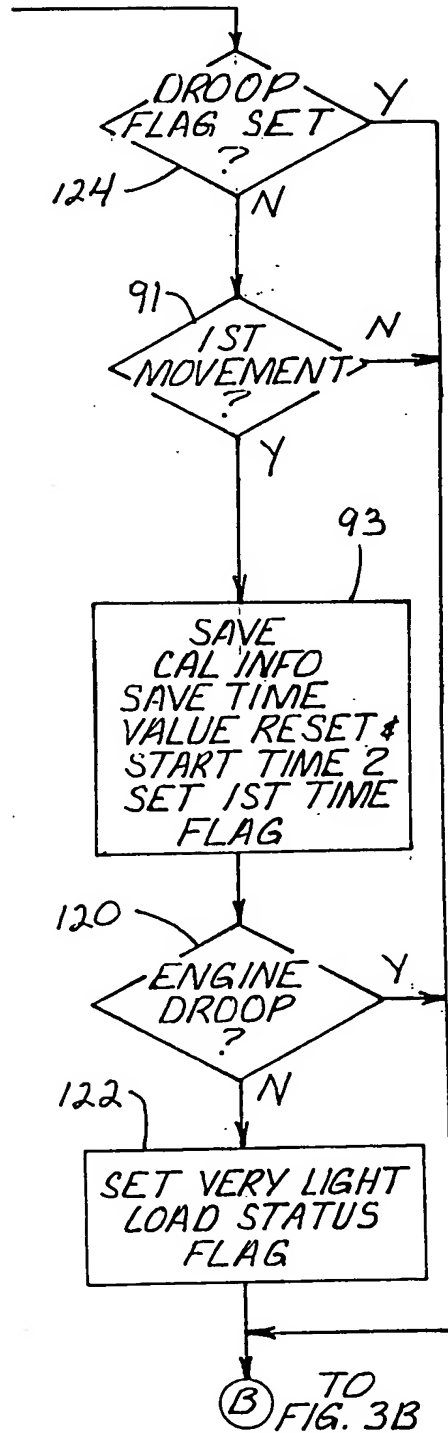 DROOP
FLAG SET
?
Y
124
N
91
1ST
MOVEMENT
?
N
Y
93
SAVE
CAL INFO
SAVE TIME
VALUE RESET &
START TIME 2
SET 1ST TIME
FLAG
120
ENGINE
DROOP
?
Y
N
122
SET VERY LIGHT
LOAD STATUS
FLAG
B
TO
FIG. 3B